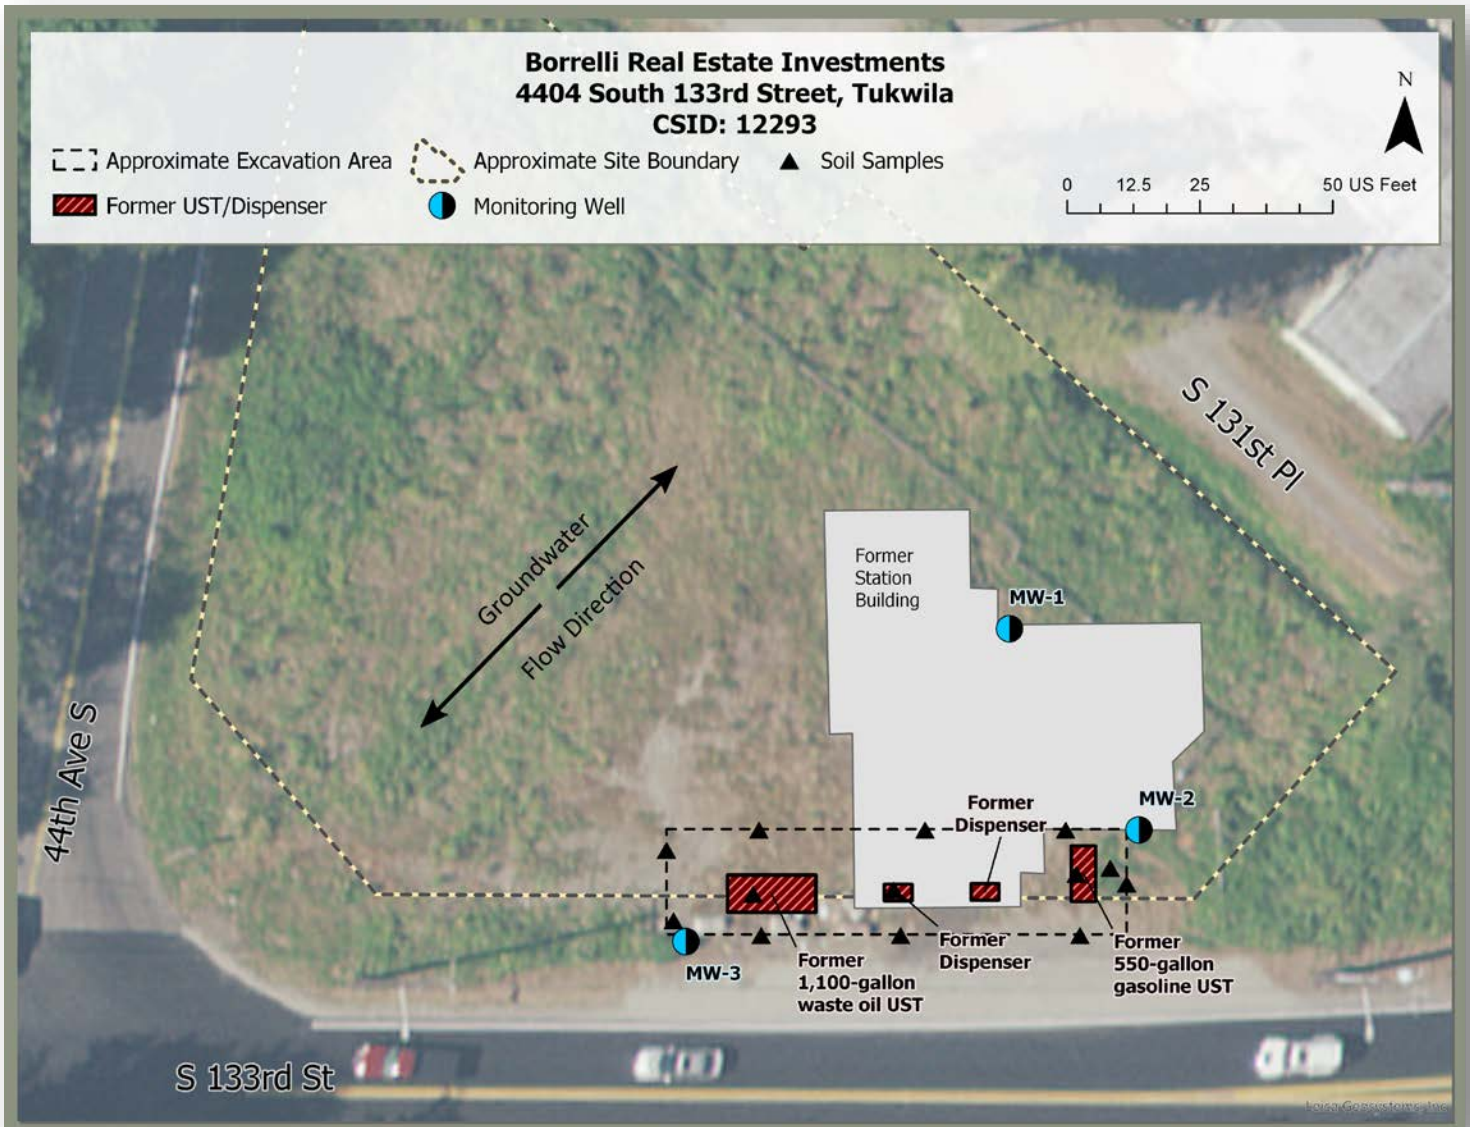 Borrelli Real Estate Investments
4404 South 133rd Street, Tukwila
CSID: 12293
N
Approximate Excavation Area
Approximate Site Boundary
Soil Samples
Former UST/Dispenser
Monitoring Well
0 12.5 25 50 US Feet
S 131st Pl
Groundwater
Flow Direction
Former
Station
Building
MW-1
44th Ave S
MW-2
Former
Dispenser
MW-3
Former
1,100-gallon
waste oil UST
Former
Dispenser
Former
550-gallon
gasoline UST
S 133rd St